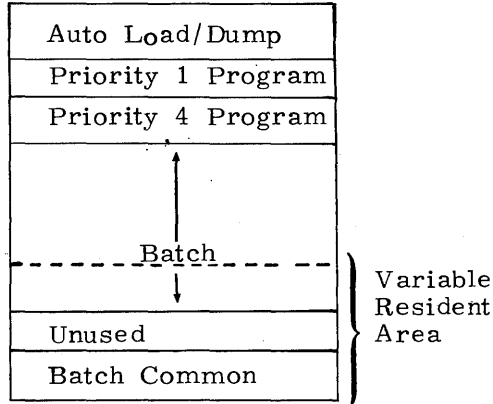 Auto Load/Dump
Priority 1 Program
Priority 4 Program
Batch
Variable
Resident
Area
Unused
Batch Common